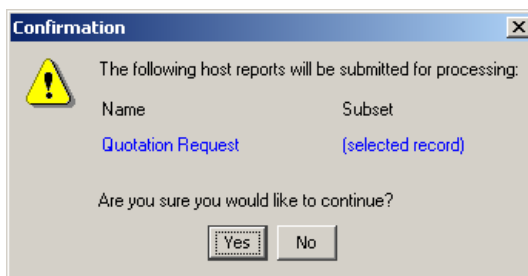 Confirmation
The following host reports will be submitted for processing:
Name Subset
Quotation Request (selected record)
Are you sure you would like to continue?
Yes No